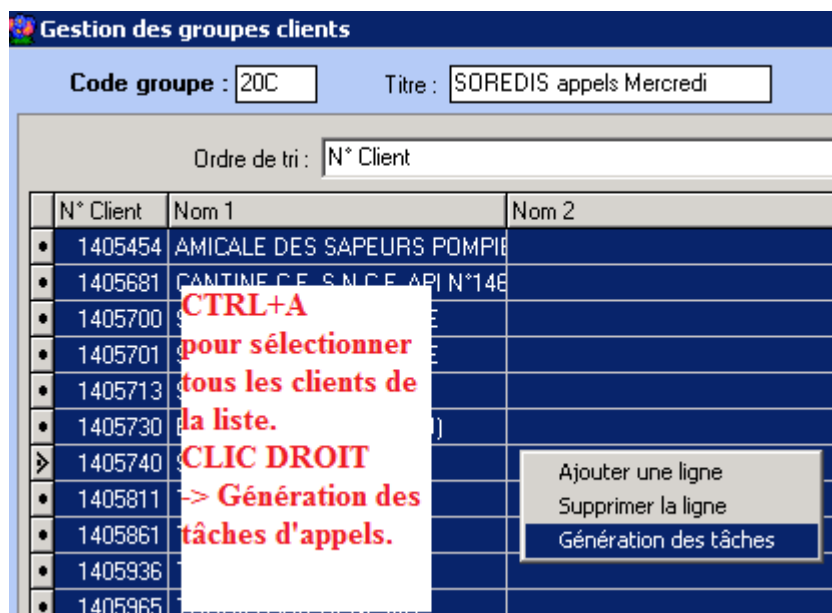 Gestion des groupes clients
Code groupe : 20C Titre : SOREDIS appels Mercredi
Ordre de tri : N° Client
N° Client Nom 1 Nom 2
1405454 AMICALE DES SAPEURS POMPIE
1405681 CANTINE C.E. S.N.C.F. API N°146
1405700 S E
1405701 S E
1405713 S
1405730 )
1405740 S
1405811
1405861
1405936
1405965
CTRL+A
pour sélectionner
tous les clients de
la liste.
CLIC DROIT
-> Génération des
tâches d'appels.
Ajouter une ligne
Supprimer la ligne
Génération des tâches